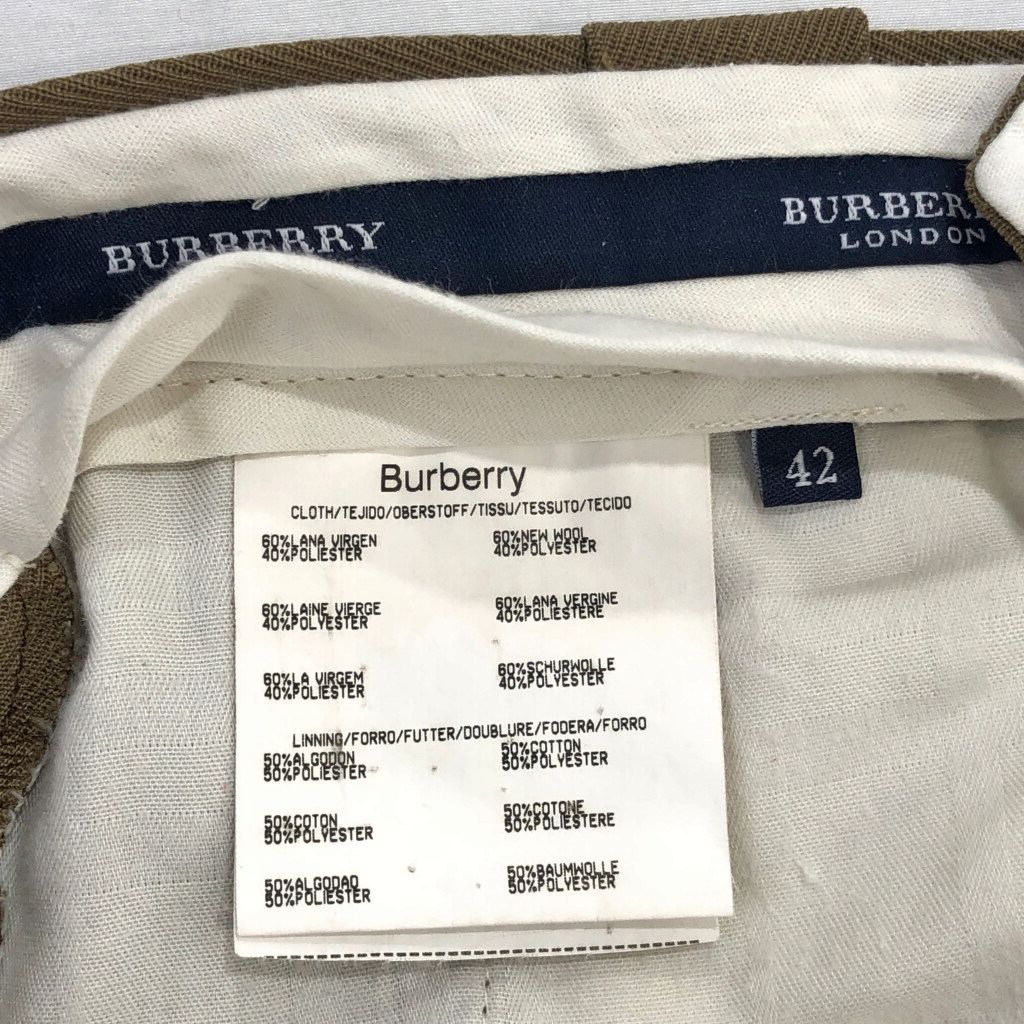 BURBERRY
BURBER
LONDON
42
Burberry
CLOTH/TEJIDO/OBERSTOFF/TISSU/TESSUTO/TECIDO
60%LANA VIRGEN
40%POLIESTER
60%NEW WOOL
40%POLYESTER
60%LAINE VIERGE
40%POLYESTER
60%LANA VERGINE
40%POLIESTERE
60%LA VIRGEM
40%POLIESTER
60%SCHURWOLLE
40%POLYESTER
LINNING/FORRO/FUTTER/DOUBLURE/FODERA/FORRO
50%ALGODON
50%POLIESTER
50%COTTON
50%POLYESTER
50%COTON
50%POLYESTER
50%COTONE
50%POLIESTERE
50%ALGODAO
50%POLIESTER
50%BAUMWOLLE
50%POLYESTER